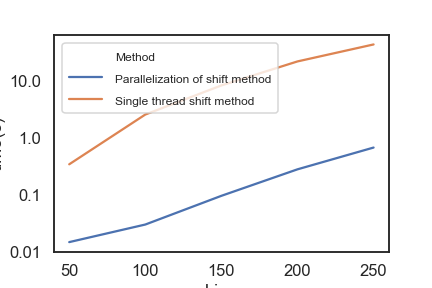 Method
Parallelization of shift method
Single thread shift method
10.0
1.0
0.1
0.01
50 100 150 200 250